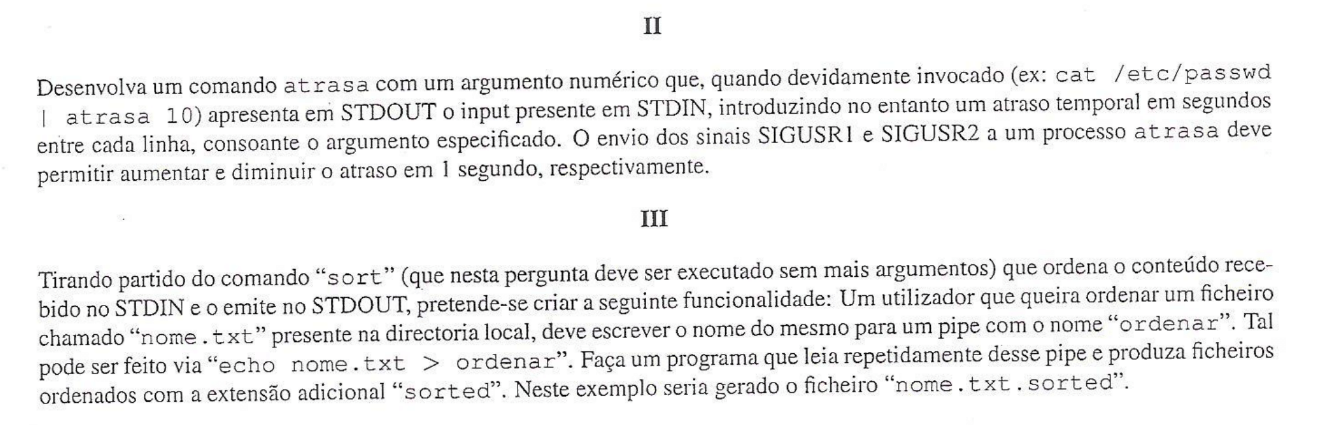 II
Desenvolva um comando atrasa com um argumento numérico que, quando devidamente invocado (ex: cat /etc/passwd
| atrasa 10) apresenta em STDOUT o input presente em STDIN, introduzindo no entanto um atraso temporal em segundos
entre cada linha, consoante o argumento especificado. O envio dos sinais SIGUSR1 e SIGUSR2 a um processo atrasa deve
permitir aumentar e diminuir o atraso em 1 segundo, respectivamente.
III
Tirando partido do comando “sort” (que nesta pergunta deve ser executado sem mais argumentos) que ordena o conteúdo rece-
bido no STDIN e o emite no STDOUT, pretende-se criar a seguinte funcionalidade: Um utilizador que queira ordenar um ficheiro
chamado “nome.txt” presente na directoria local, deve escrever o nome do mesmo para um pipe com o nome “ordenar”. Tal
pode ser feito via “echo nome.txt > ordenar”. Faça um programa que leia repetidamente desse pipe e produza ficheiros
ordenados com a extensão adicional “sorted”. Neste exemplo seria gerado o ficheiro “nome.txt.sorted”.